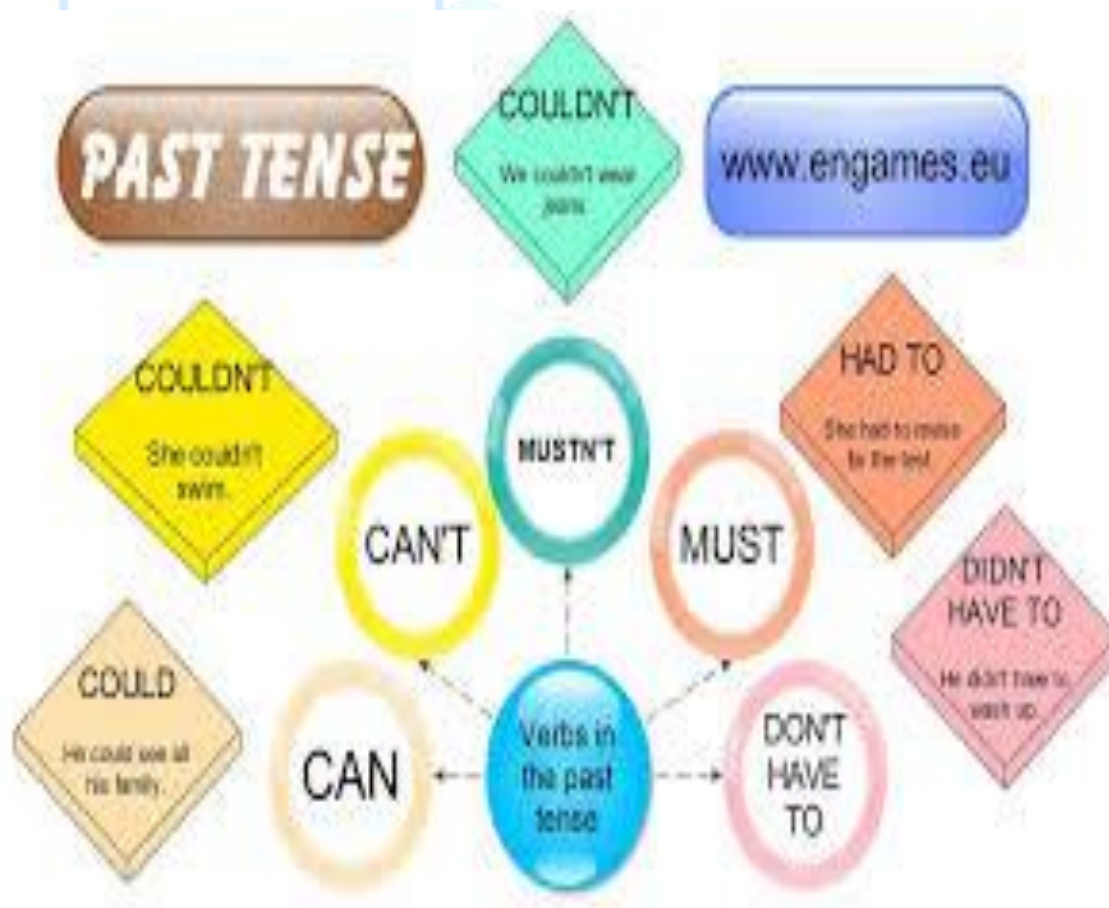 PAST TENSE
COULDN'T
We couldn't wear
jeans.
www.engames.eu
COULDN'T
She couldn't
swim.
MUSTN'T
HAD TO
She had to revise
for the test
CAN'T
MUST
DIDN'T
HAVE TO
He didn't have to
wash up.
COULD
He could see all
his family.
CAN
Verbs in
the past
tense
DON'T
HAVE
TO